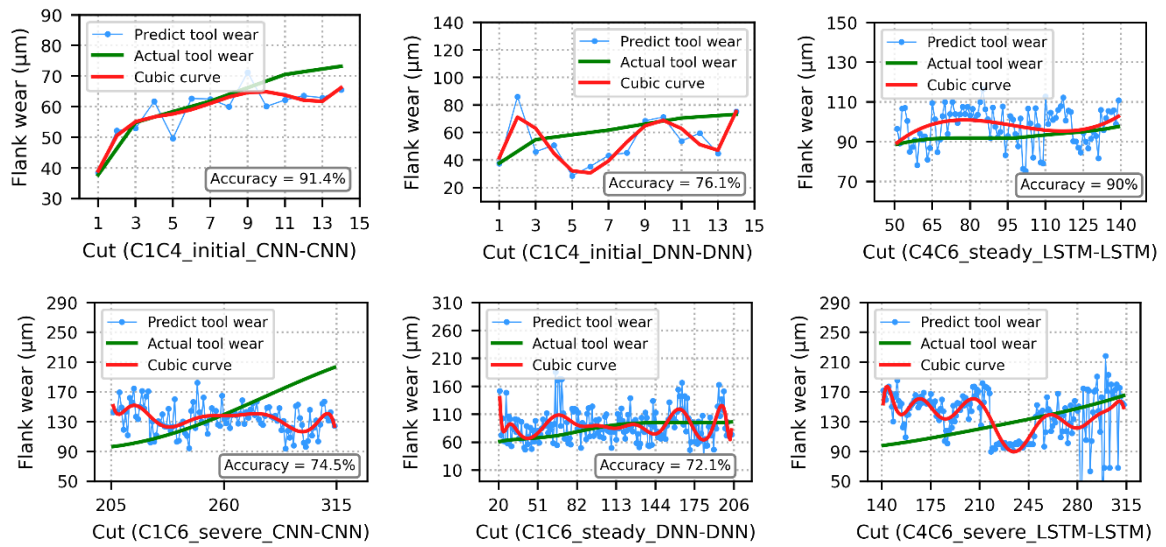 Flank wear (µm)
90
80
70
60
50
40
30
Predict tool wear
Actual tool wear
Cubic curve
Accuracy = 91.4%
1 3 5 7 9 11 13 15
Cut (C1C4_initial_CNN-CNN)
Flank wear (µm)
140
120
100
80
60
40
20
Predict tool wear
Actual tool wear
Cubic curve
Accuracy = 76.1%
1 3 5 7 9 11 13 15
Cut (C1C4_initial_DNN-DNN)
Flank wear (µm)
150
130
110
90
70
Predict tool wear
Actual tool wear
Cubic curve
Accuracy = 90%
50 65 80 95 110 125 140
Cut (C4C6_steady_LSTM-LSTM)
Flank wear (µm)
290
250
210
170
130
90
50
Predict tool wear
Actual tool wear
Cubic curve
Accuracy = 74.5%
205 260 315
Cut (C1C6_severe_CNN-CNN)
Flank wear (µm)
310
260
210
160
110
60
10
Predict tool wear
Actual tool wear
Cubic curve
Accuracy = 72.1%
20 51 82 113 144 175 206
Cut (C1C6_steady_DNN-DNN)
Flank wear (µm)
290
250
210
170
130
90
50
Predict tool wear
Actual tool wear
Cubic curve
140 175 210 245 280 315
Cut (C4C6_severe_LSTM-LSTM)